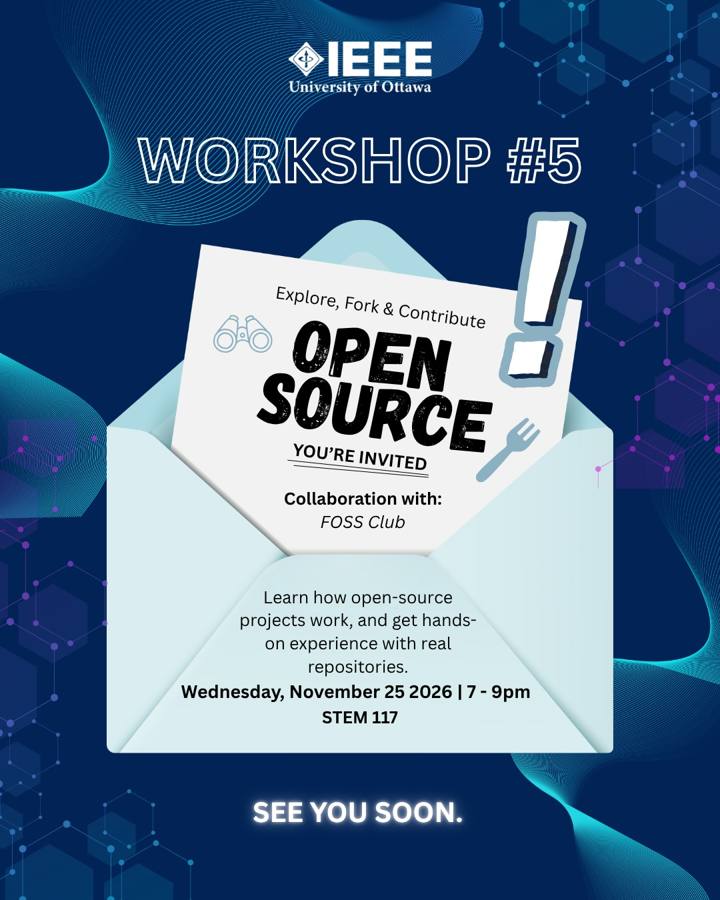 IEEE
University of Ottawa
WORKSHOP #5
Explore, Fork & Contribute
OPEN
SOURCE
!
YOU'RE INVITED
Collaboration with:
FOSS Club
Learn how open-source
projects work, and get hands-
on experience with real
repositories.
Wednesday, November 25 2026 | 7 - 9pm
STEM 117
SEE YOU SOON.